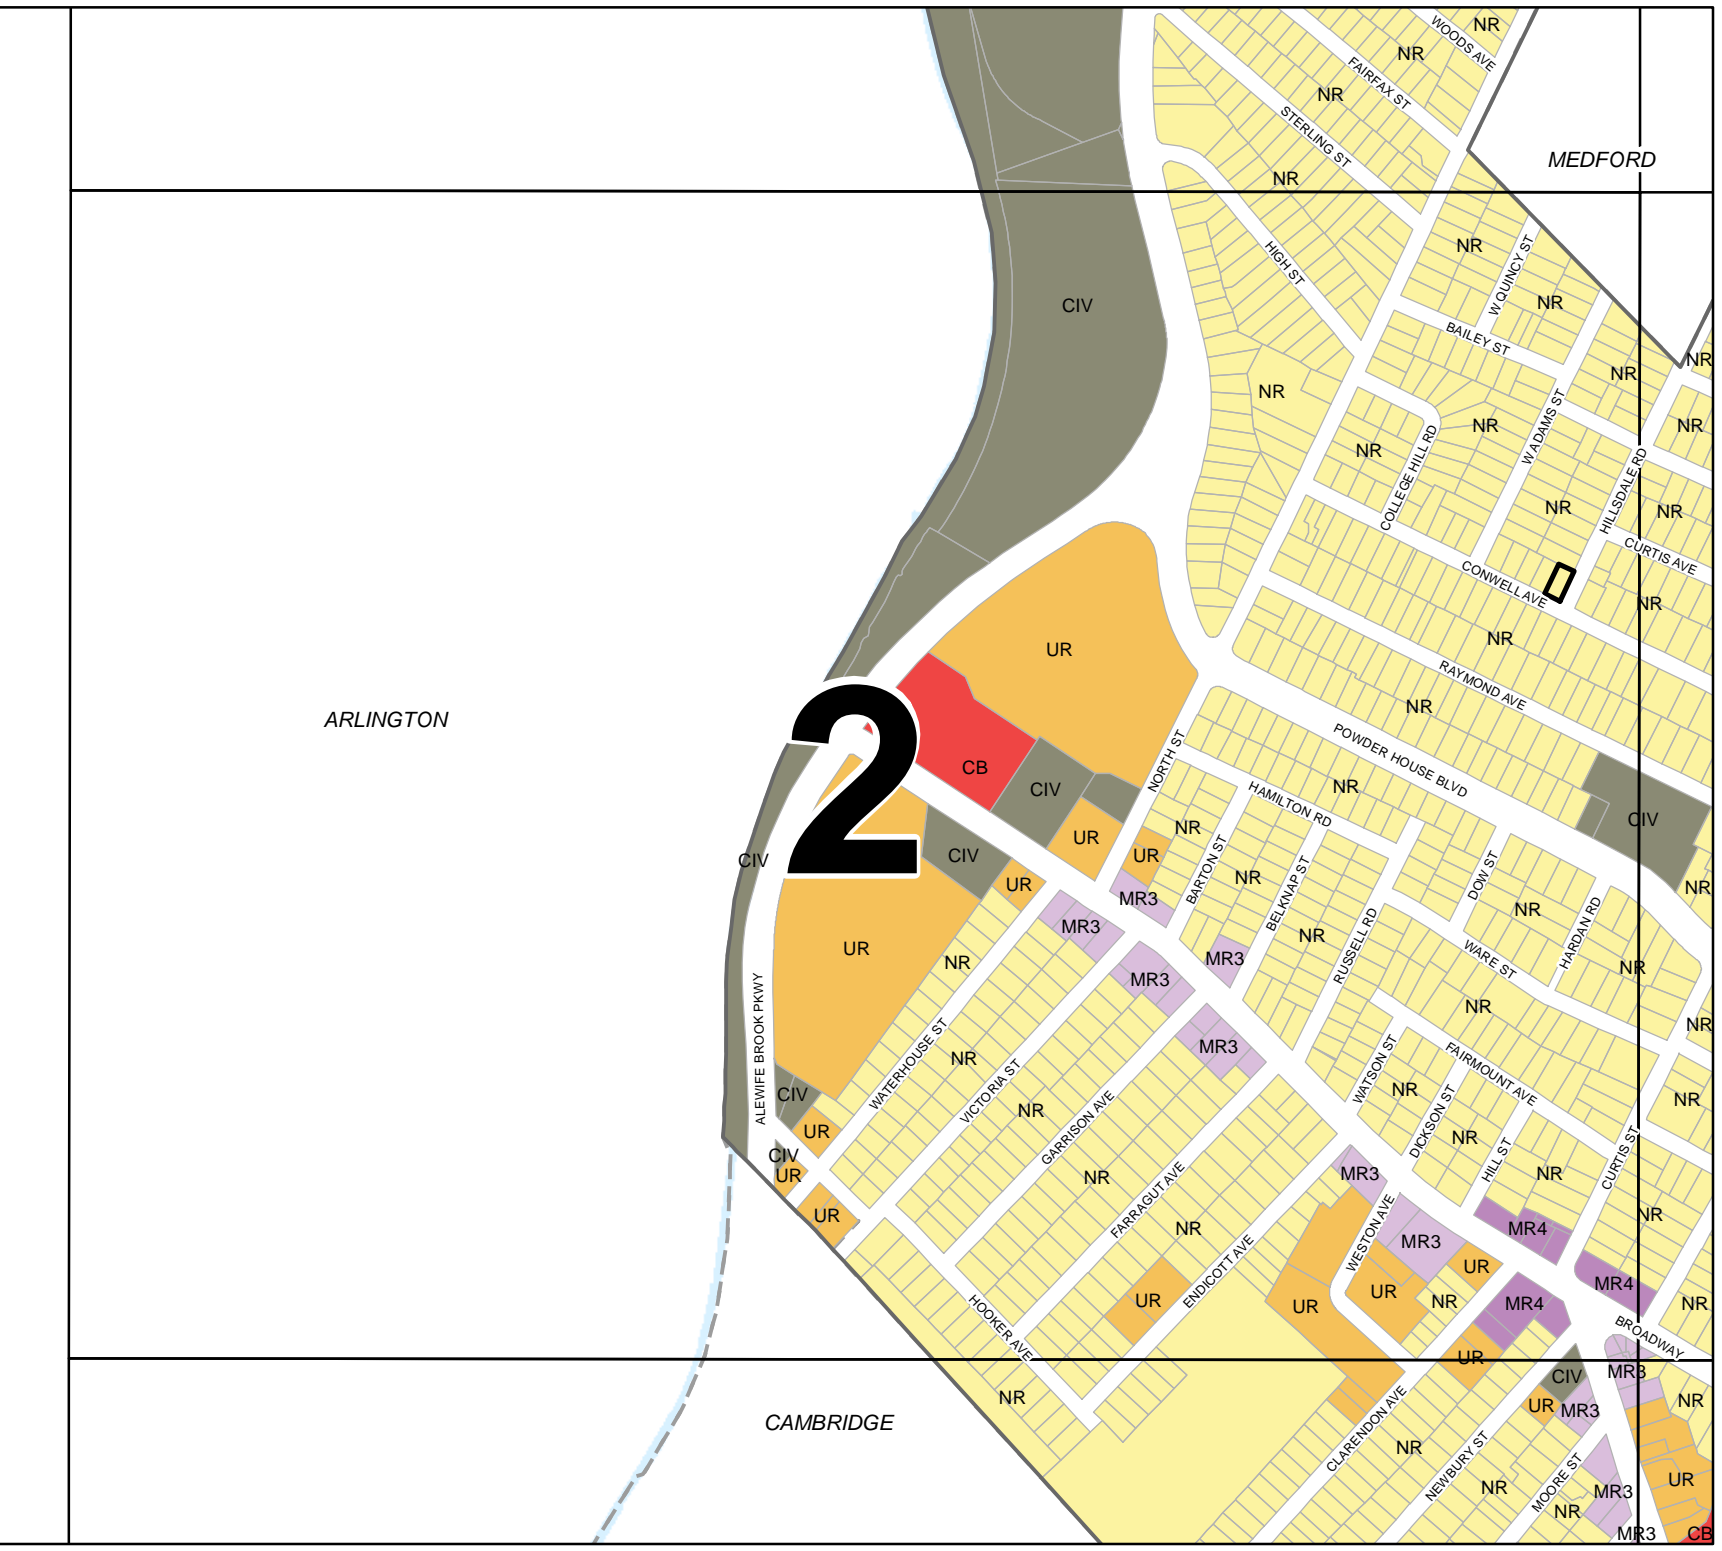 WOODS AVE
NR
NR
FAIRFAX ST
NR
STERLING ST
MEDFORD
NR
NR
HIGH ST
W QUINCY ST
CIV
NR
BAILEY ST
NR
NR
NR
W ADAMS ST
NR
NR
COLLEGE HILL RD
NR
HILLSDALE RD
NR
NR
CURTIS AVE
CONWELL AVE
NR
NR
UR
RAYMOND AVE
NR
ARLINGTON
2
POWDER HOUSE BLVD
NORTH ST
CB
CIV
NR
HAMILTON RD
CIV
UR
NR
UR
CIV
CIV
BARTON ST
NR
BELKNAP ST
DOW ST
UR
MR3
NR
NR
HARDAN RD
MR3
NR
RUSSELL RD
UR
NR
MR3
MR3
WARE ST
NR
NR
ALEWIFE BROOK PKWY
NR
MR3
WATERHOUSE ST
NR
WATSON ST
FAIRMOUNT AVE
VICTORIA ST
CIV
NR
NR
NR
DICKSON ST
GARRISON AVE
UR
NR
HILL ST
CURTIS ST
CIV
UR
NR
MR3
NR
FARRAGUT AVE
UR
NR
WESTON AVE
MR3
MR4
NR
ENDICOTT AVE
UR
MR4
UR
UR
UR
NR
MR4
NR
HOOKER AVE
BROADWAY
UR
CIV
MR3
NR
UR
MR3
NR
CAMBRIDGE
CLARENDON AVE
NR
NEWBURY ST
NR
MOORE ST
UR
MR3
NR
MR3
CB